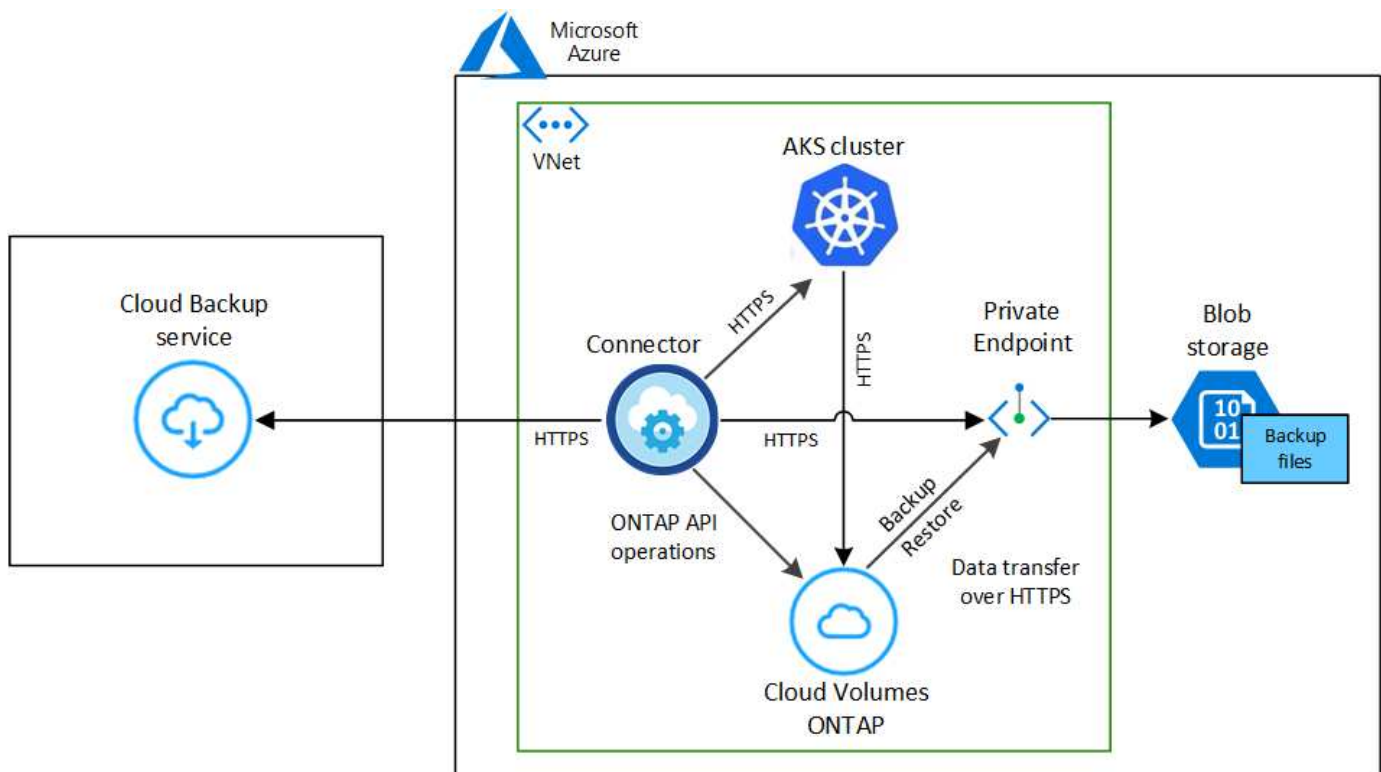 Microsoft
Azure
VNet
AKS cluster
Cloud Backup
service
Connector
HTTPS
HTTPS
Private
Endpoint
Blob
storage
10
01
Backup
files
HTTPS
HTTPS
ONTAP API
operations
Backup
Restore
Data transfer
over HTTPS
Cloud Volumes
ONTAP